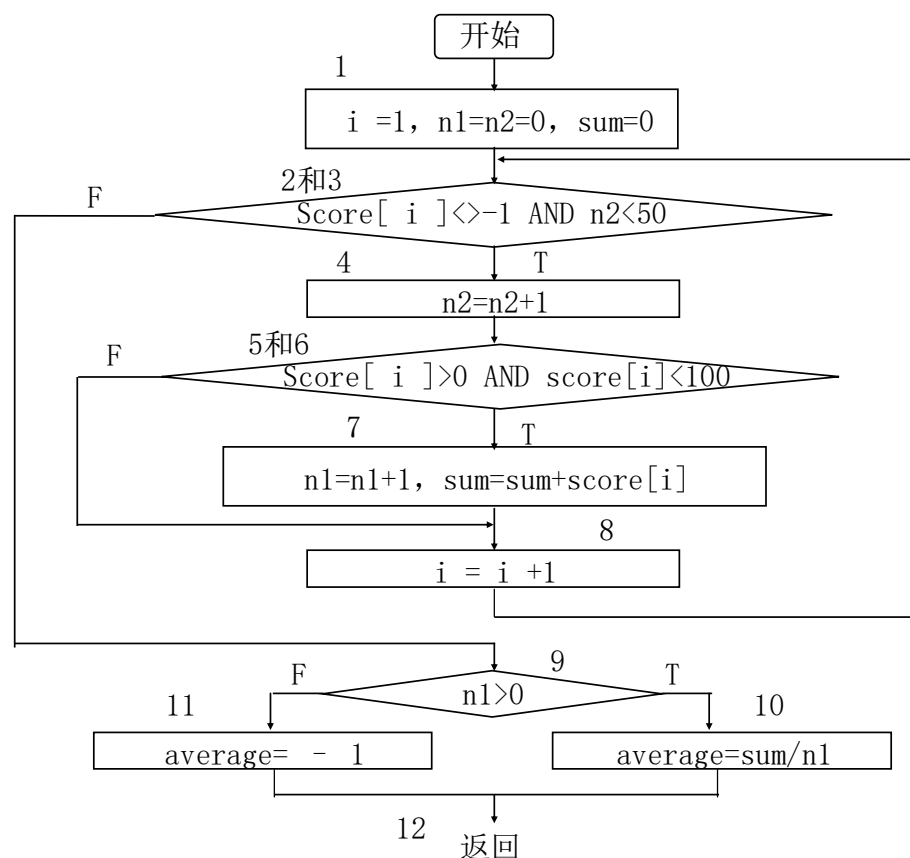 开始
1
i =1, n1=n2=0, sum=0
2和3
F
Score[ i ]<>-1 AND n2<50
4
T
n2=n2+1
5和6
F
Score[ i ]>0 AND score[i]<100
7
T
n1=n1+1, sum=sum+score[i]
8
i = i +1
9
F
n1>0
T
11
10
average= - 1
average=sum/n1
12
返回